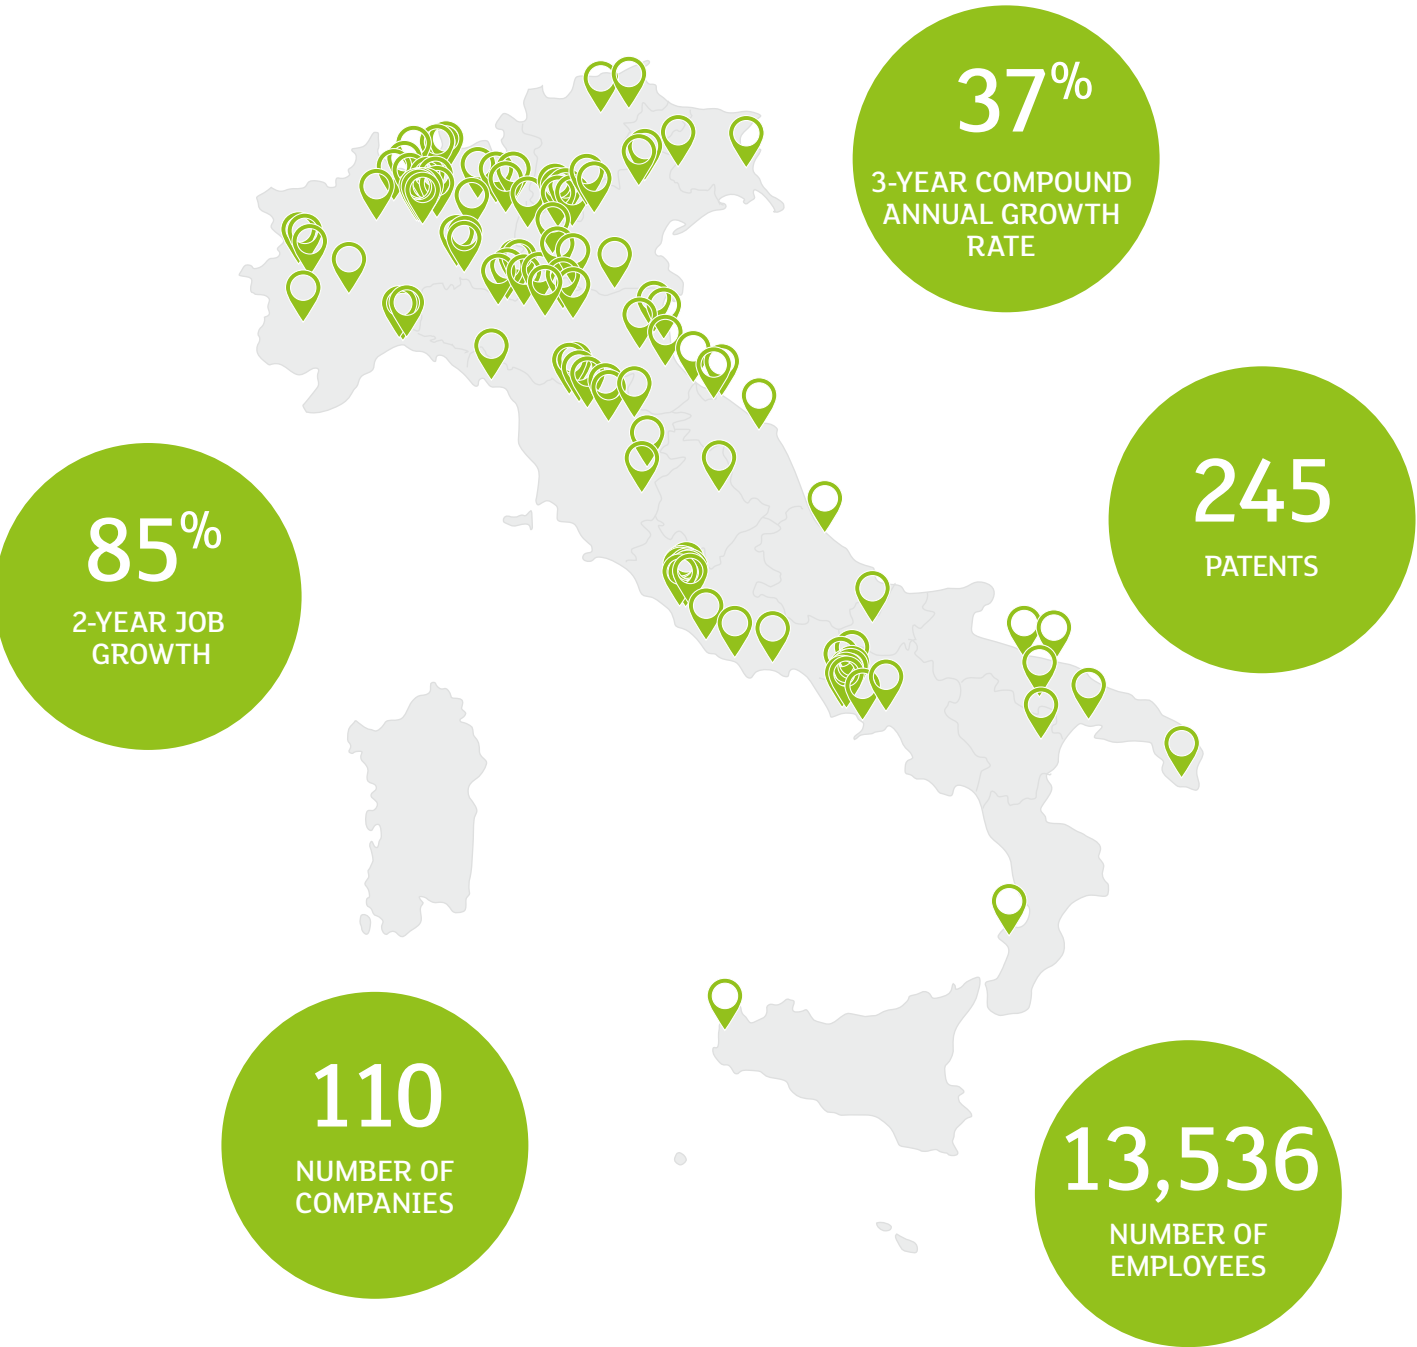 37%
3-YEAR COMPOUND
ANNUAL GROWTH
RATE
245
PATENTS
85%
2-YEAR JOB
GROWTH
110
NUMBER OF
COMPANIES
13,536
NUMBER OF
EMPLOYEES